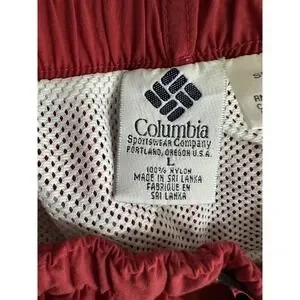 Columbia
Sportswear Company
PORTLAND, OREGON U.S.A.
L
100% NYLON
MADE IN SRI LANKA
FABRIQUE EN
SRI LANKA